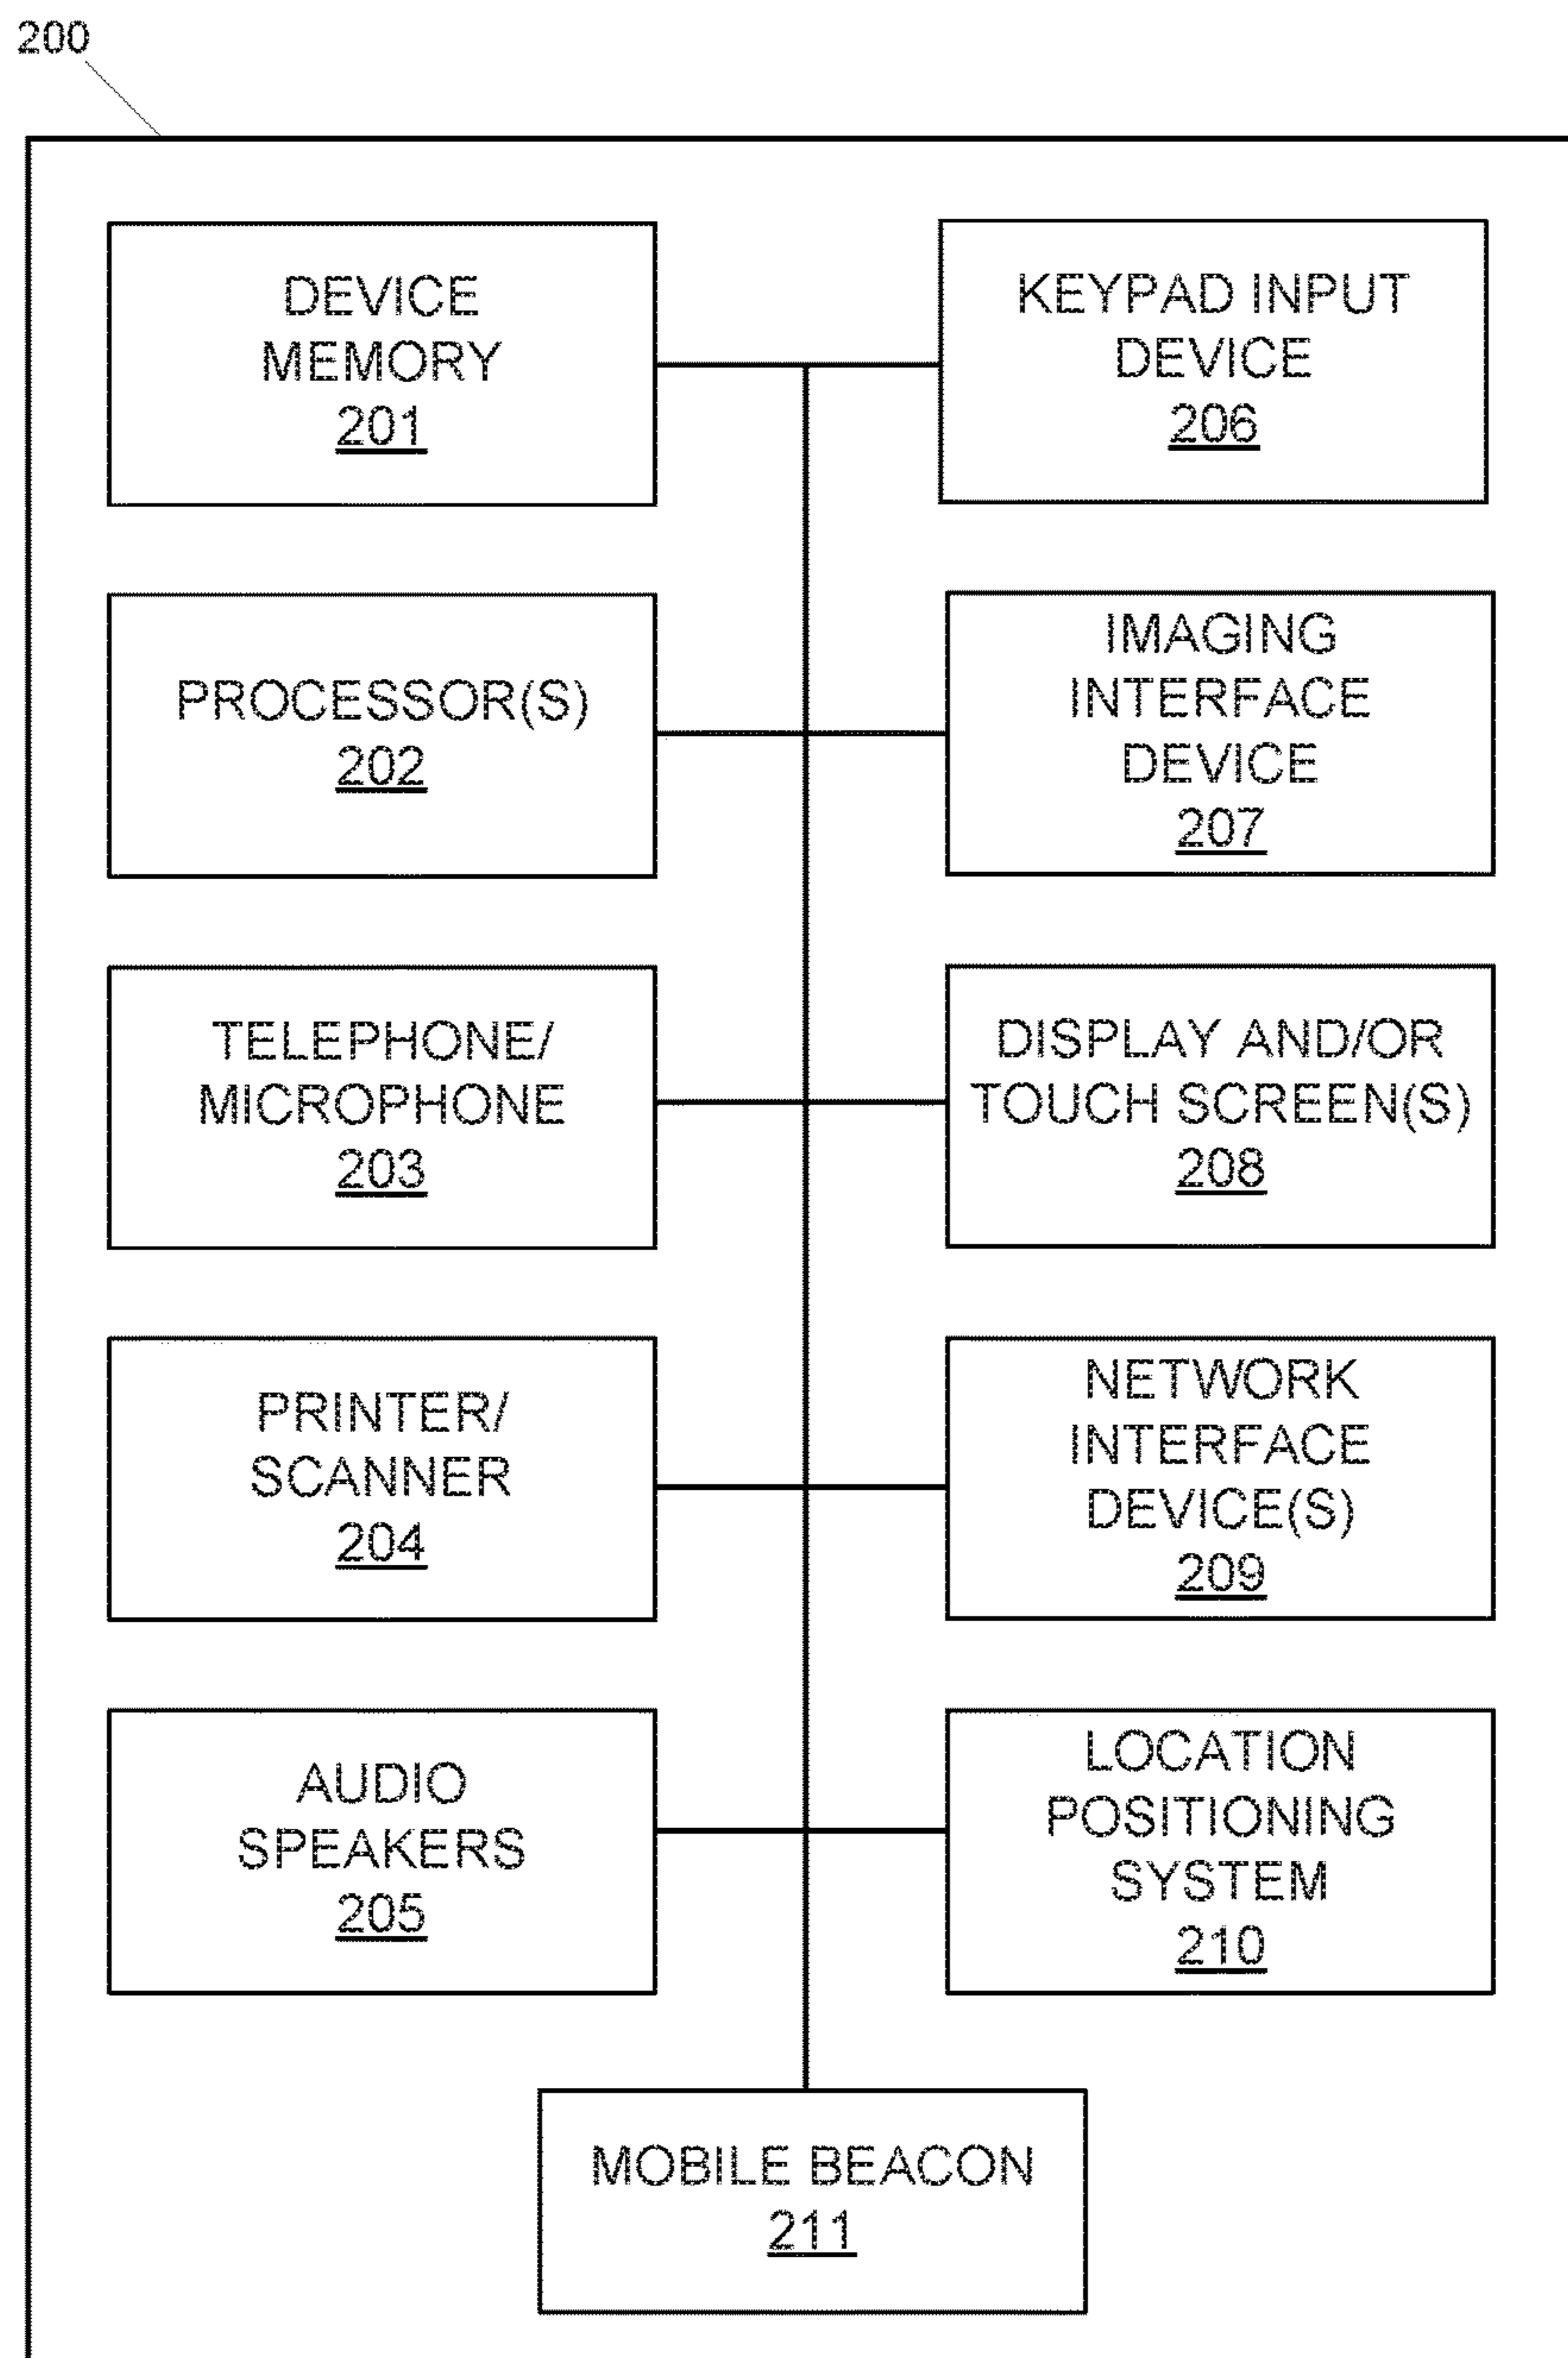 200
DEVICE
MEMORY
201
KEYPAD INPUT
DEVICE
206
PROCESSOR(S)
202
IMAGING
INTERFACE
DEVICE
207
TELEPHONE/
MICROPHONE
203
DISPLAY AND/OR
TOUCH SCREEN(S)
208
PRINTER/
SCANNER
204
NETWORK
INTERFACE
DEVICE(S)
209
AUDIO
SPEAKERS
205
LOCATION
POSITIONING
SYSTEM
210
MOBILE BEACON
211